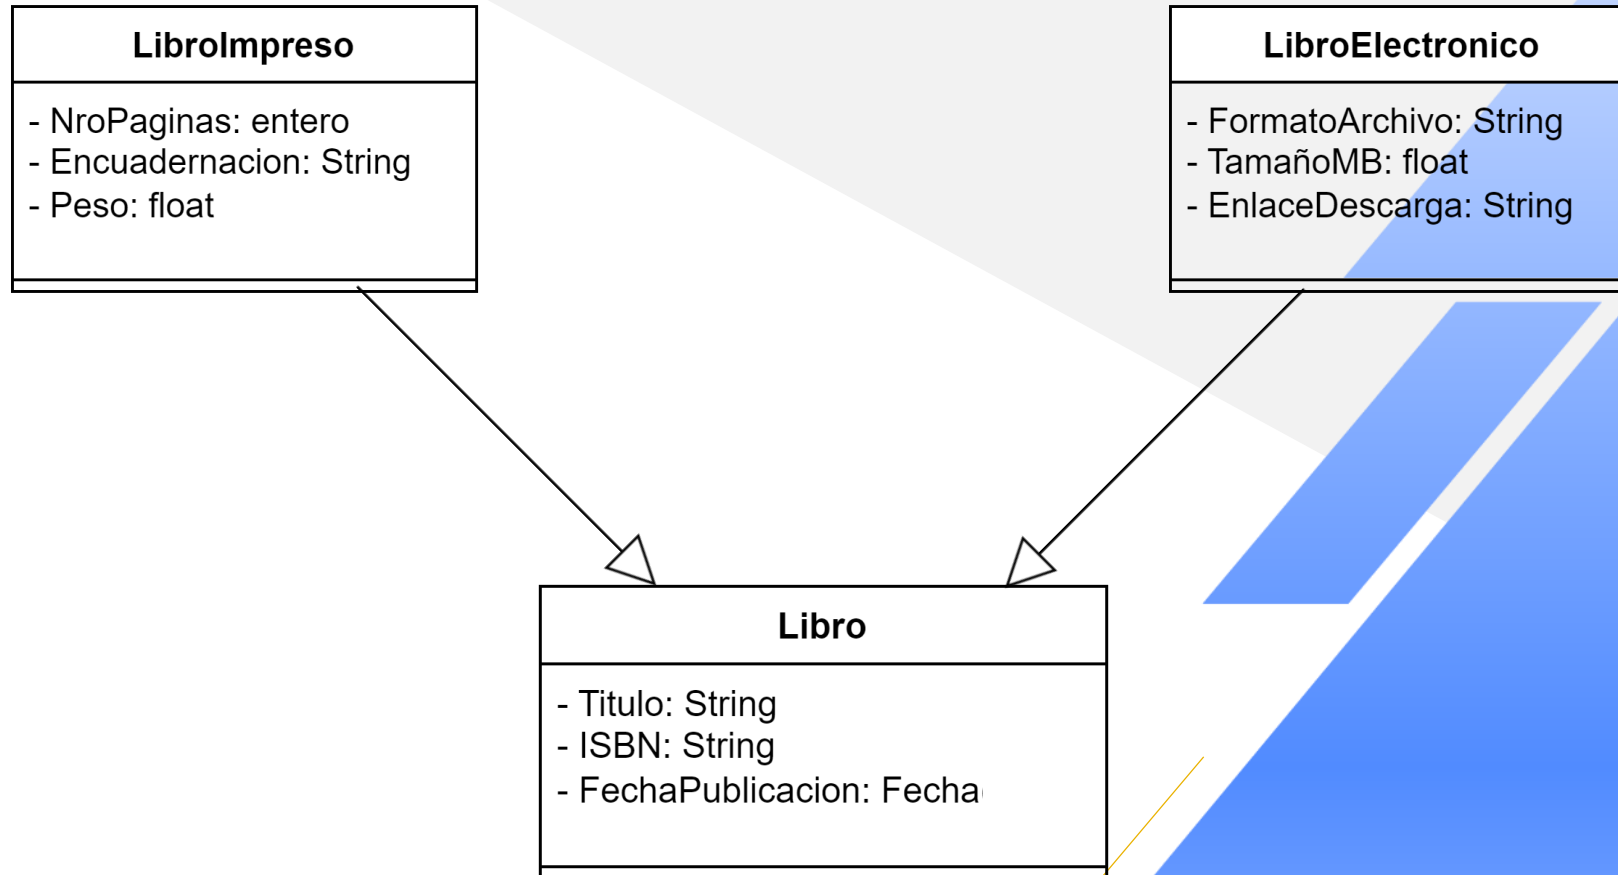 LibroImpreso
- NroPaginas: entero
- Encuadernacion: String
- Peso: float
LibroElectronico
- FormatoArchivo: String
- TamañoMB: float
- EnlaceDescarga: String
Libro
- Titulo: String
- ISBN: String
- FechaPublicacion: Fecha